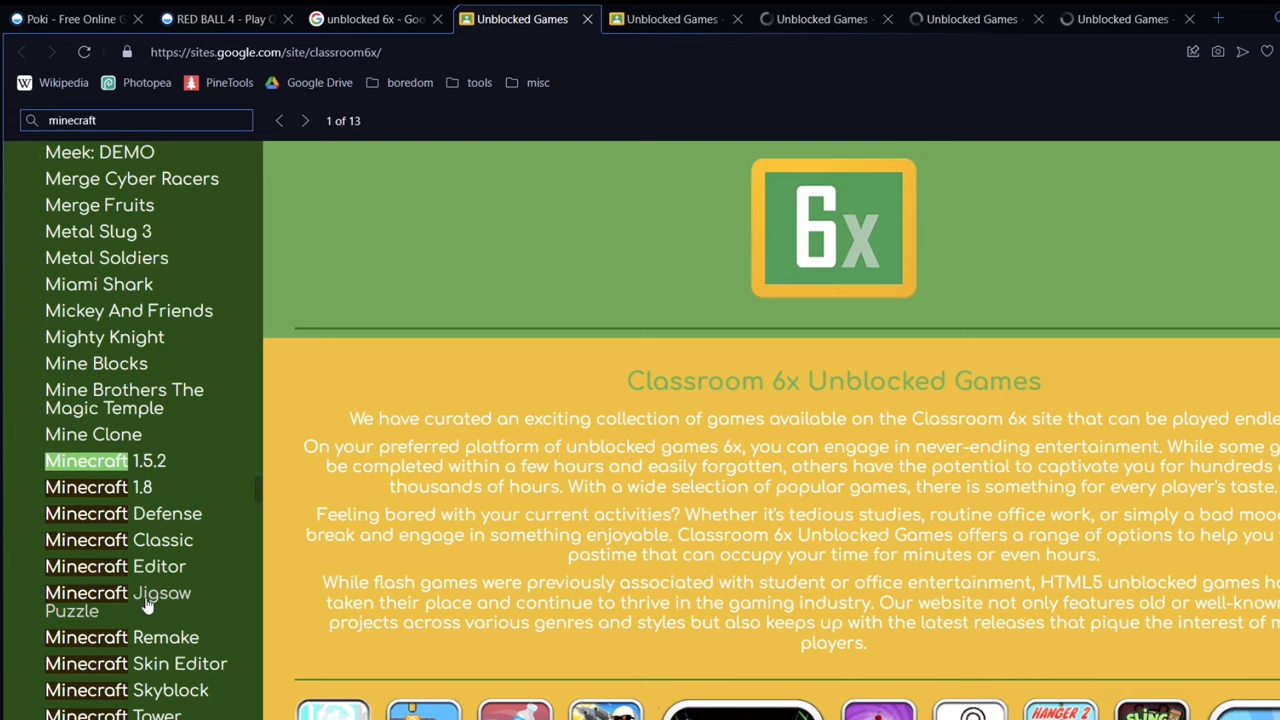 Poki - Free Online G
RED BALL 4 - Play O
unblocked 6x - Goo
Unblocked Games
Unblocked Games -
Unblocked Games -
Unblocked Games -
Unblocked Games -
https://sites.google.com/site/classroom6x/
Wikipedia
Photopea
PineTools
Google Drive
boredom
tools
misc
minecraft
1 of 13
Meek: DEMO
Merge Cyber Racers
Merge Fruits
Metal Slug 3
Metal Soldiers
Miami Shark
Mickey And Friends
Mighty Knight
Mine Blocks
Mine Brothers The
Magic Temple
Mine Clone
Minecraft 1.5.2
Minecraft 1.8
Minecraft Defense
Minecraft Classic
Minecraft Editor
Minecraft Jigsaw
Puzzle
Minecraft Remake
Minecraft Skin Editor
Minecraft Skyblock
Minecraft Tower
6x
Classroom 6x Unblocked Games
We have curated an exciting collection of games available on the Classroom 6x site that can be played endle
On your preferred platform of unblocked games 6x, you can engage in never-ending entertainment. While some g
be completed within a few hours and easily forgotten, others have the potential to captivate you for hundreds
thousands of hours. With a wide selection of popular games, there is something for every player's taste.
Feeling bored with your current activities? Whether it's tedious studies, routine office work, or simply a bad moo
break and engage in something enjoyable. Classroom 6x Unblocked Games offers a range of options to help you
pastime that can occupy your time for minutes or even hours.
While flash games were previously associated with student or office entertainment, HTML5 unblocked games ha
taken their place and continue to thrive in the gaming industry. Our website not only features old or well-known
projects across various genres and styles but also keeps up with the latest releases that pique the interest of m
players.
HANGER 2